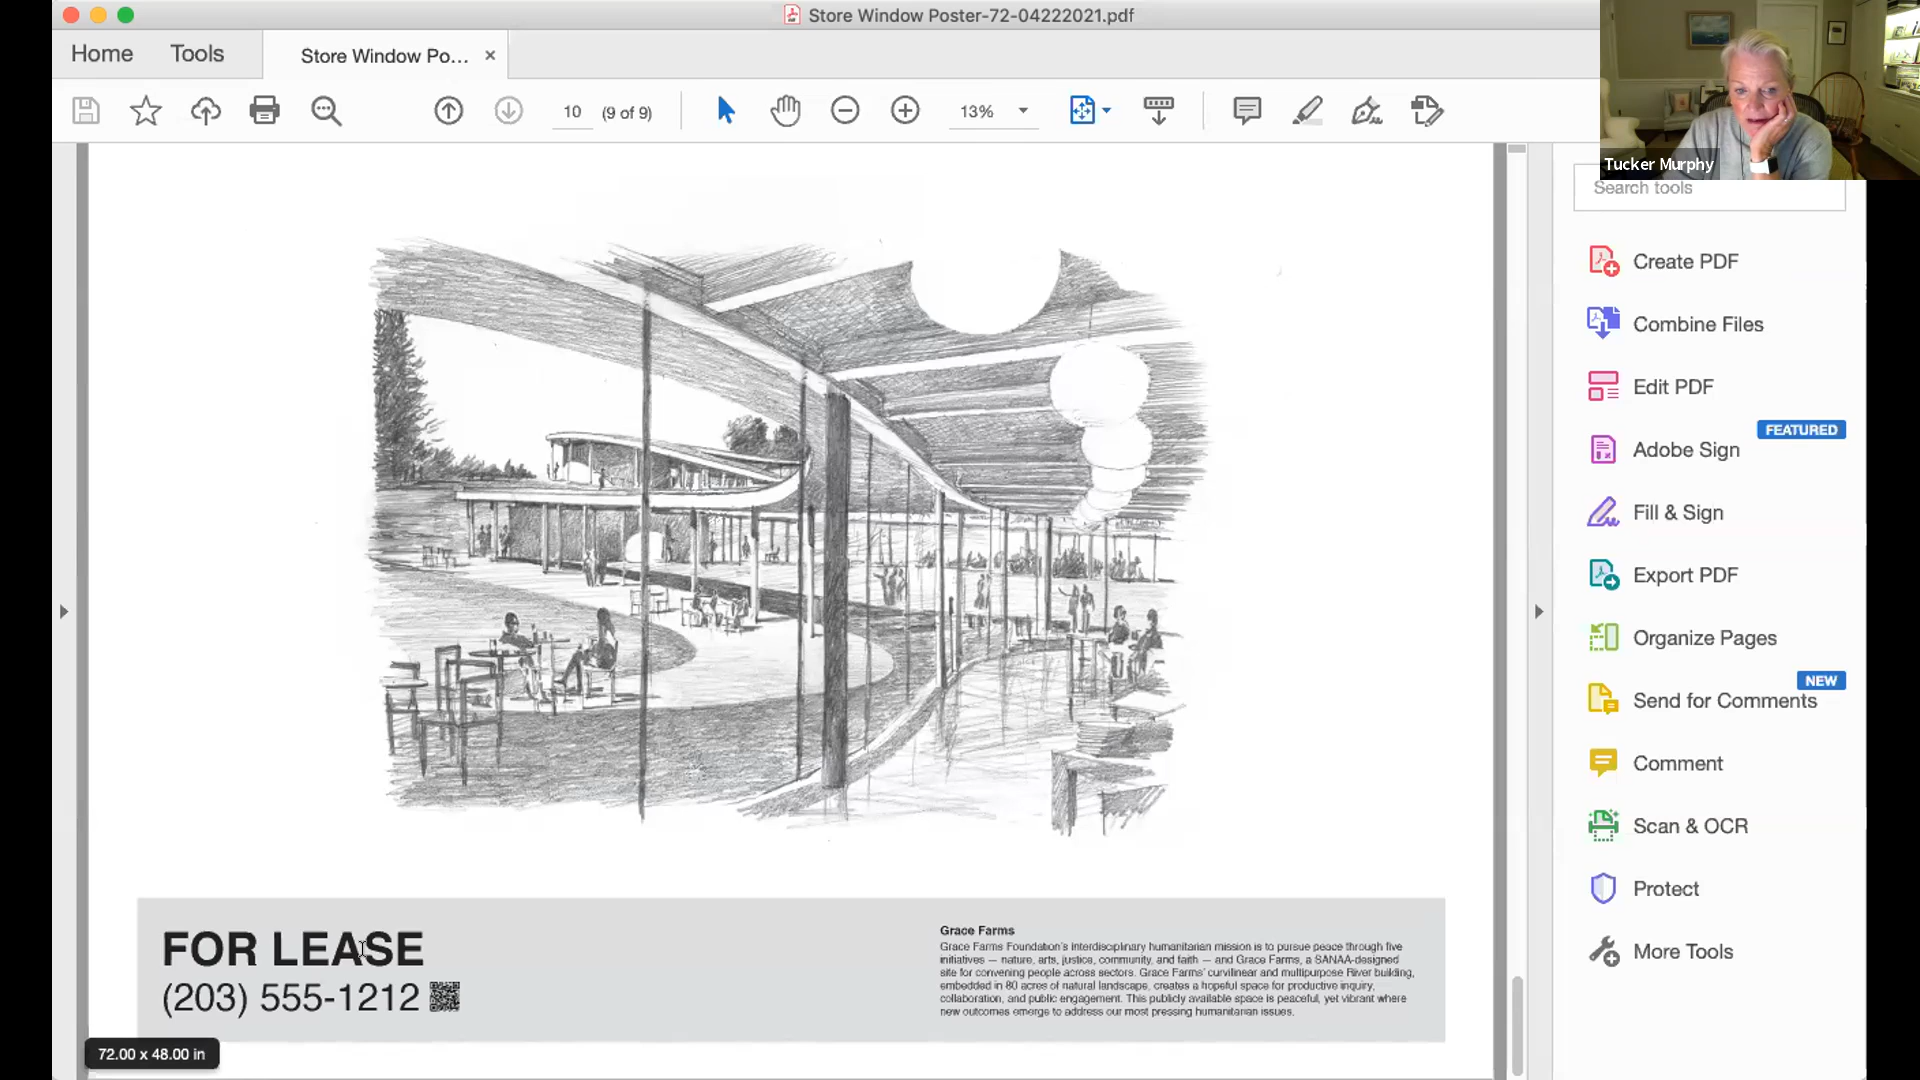 Store Window Poster-72-04222021.pdf
Home
Tools
Store Window Po...
10
(9 of 9)
13%
Tucker Murphy
Search tools
Create PDF
Combine Files
Edit PDF
FEATURED
Adobe Sign
Fill & Sign
Export PDF
Organize Pages
NEW
Send for Comments
Comment
Scan & OCR
Protect
More Tools
FOR LEASE
(203) 555-1212
Grace Farms
Grace Farms Foundation's interdisciplinary humanitarian mission is to pursue peace through five
initiatives — nature, arts, justice, community, and faith — and Grace Farms, a SANAA-designed
site for convening people across sectors. Grace Farms' curvilinear and multipurpose River building,
embedded in 80 acres of natural landscape, creates a hopeful space for productive inquiry,
collaboration, and public engagement. This publicly available space is peaceful, yet vibrant where
new outcomes emerge to address our most pressing humanitarian issues.
72.00 x 48.00 in